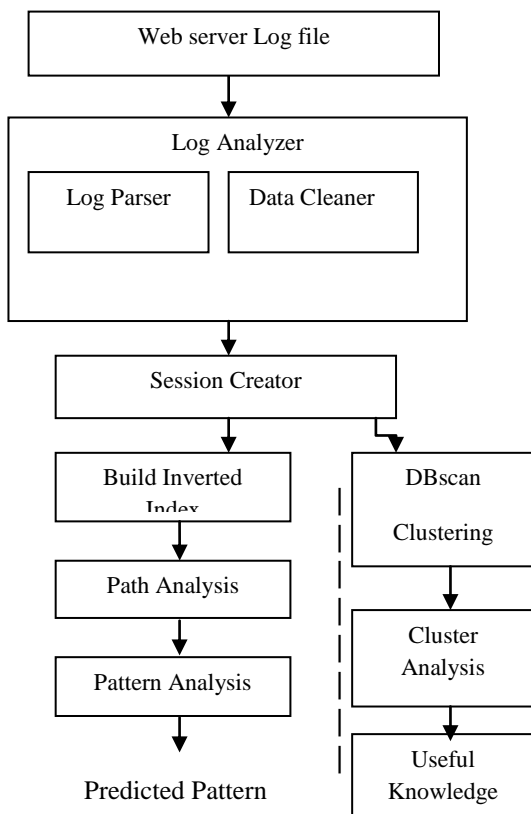 Web server Log file
Log Analyzer
Log Parser
Data Cleaner
Session Creator
Build Inverted
Index
DBscan
Clustering
Path Analysis
Cluster
Analysis
Pattern Analysis
Useful
Knowledge
Predicted Pattern